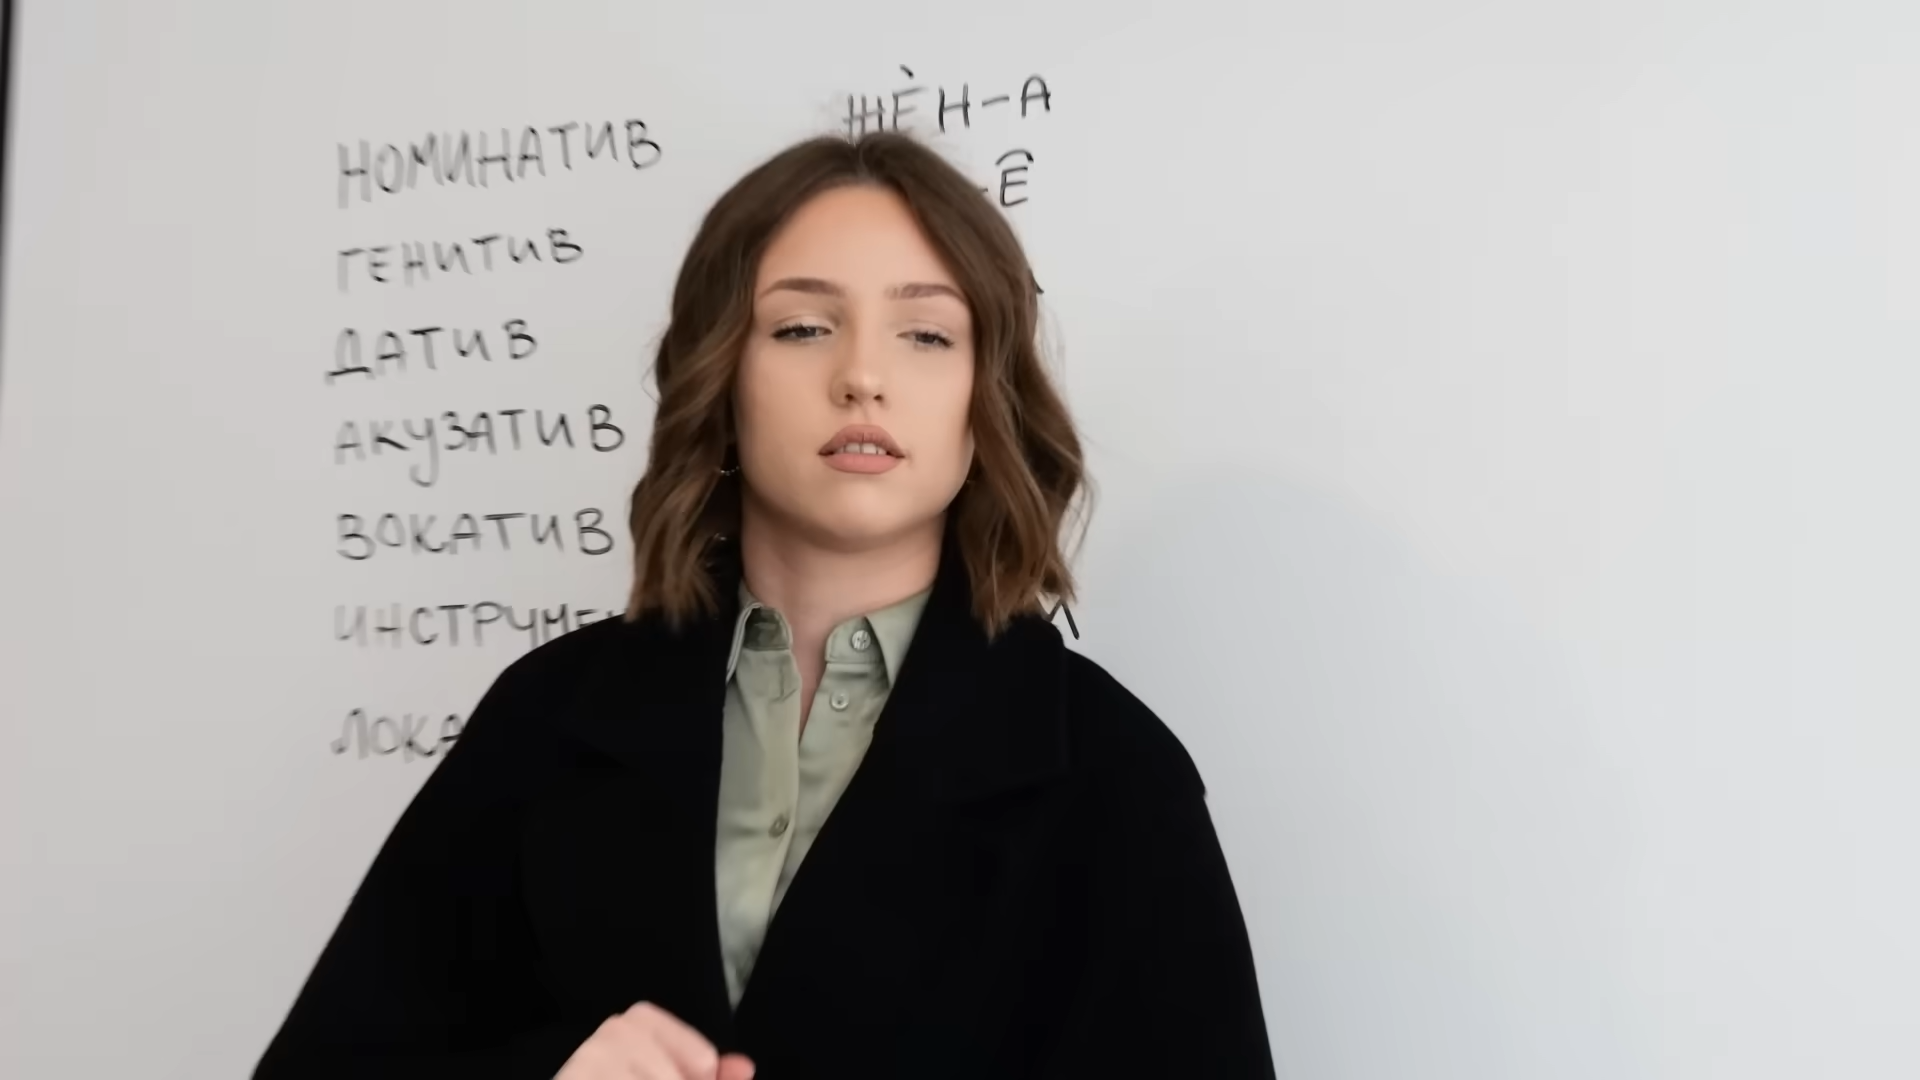 НОМИНАТИВ ЖЀН-А
ГЕНИТИВ -Е̑
ДАТИВ
АКУЗАТИВ
ВОКАТИВ